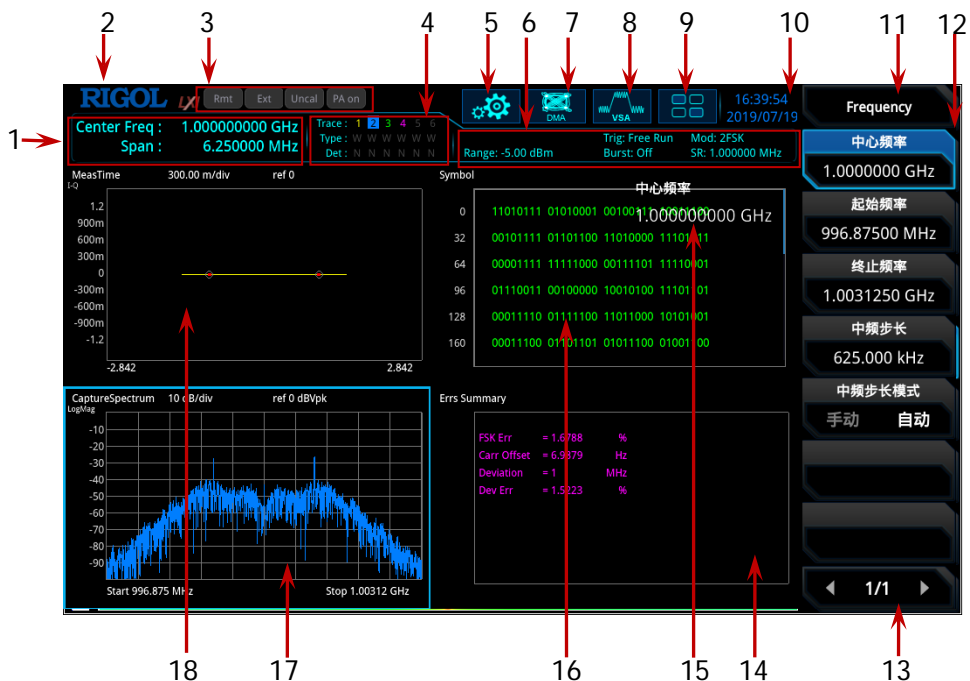 2 3 4 5 6 7 8 9 10 11 12
RIGOL LXI Rmt Ext Uncal PA on
DMA VSA
16:39:54
2019/07/19
Frequency
1
Center Freq : 1.000000000 GHz
Span : 6.250000 MHz
Trace : 1 2 3 4 5 6
Type : W W W W W W
Det : N N N N N N
Trig: Free Run Mod: 2FSK
Range: -5.00 dBm Burst: Off SR: 1.000000 MHz
MeasTime 300.00 m/div ref 0
I-Q
1.2
900m
600m
300m
0
-300m
-600m
-900m
-1.2
-2.842 2.842
Symbol
中心频率
1.000000000 GHz
0 11010111 01010001 00100111 10011100
32 00101111 01101100 11010000
64 00001111 11111000 00111101
96 01110011 00100000 10010100
128 00011110 01111100 11011000
160 00011100 01101101 01011100
CaptureSpectrum 10 dB/div ref 0 dBVpk
LogMag
-10
-20
-30
-40
-50
-60
-70
-80
-90
Start 996.875 MHz Stop 1.00312 GHz
Errs Summary
FSK Err = 1.6788 %
Carr Offset = 6.9879 Hz
Deviation = 1 MHz
Dev Err = 1.5223 %
中心频率
1.0000000 GHz
起始频率
996.87500 MHz
终止频率
1.0031250 GHz
中频步长
625.000 kHz
中频步长模式
手动 自动
1/1
18 17 16 15 14 13